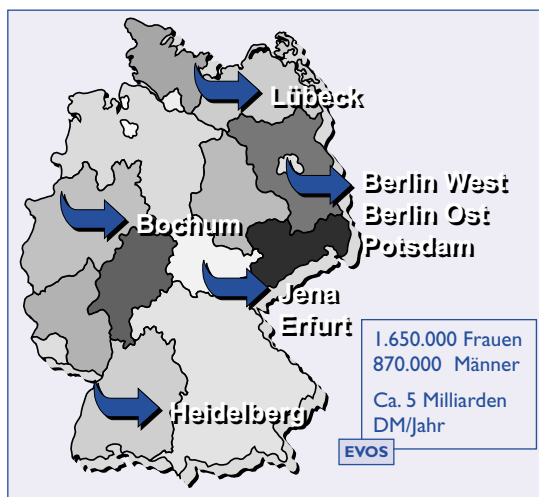 Lübeck
Berlin West
Berlin Ost
Potsdam
Bochum
Jena
Erfurt
Heidelberg
1.650.000 Frauen
870.000 Männer
Ca. 5 Milliarden
DM/Jahr
EVOS